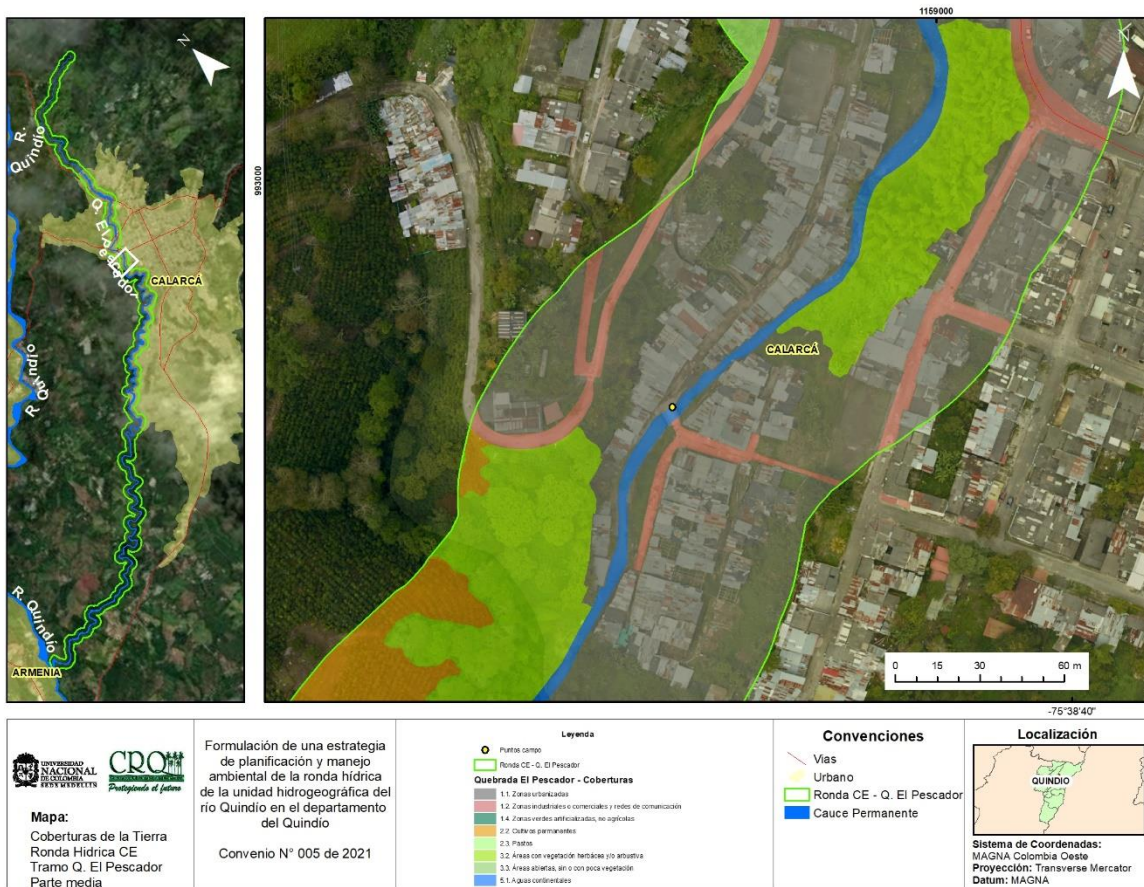 N
R.
Quindío
Q. El Pescador
CALARCÁ
R. Quindío
R. Quindío
ARMENIA
1159000
993000
N
CALARCÁ
0 15 30 60 m
-75°38'40"
UNIVERSIDAD
NACIONAL
DE COLOMBIA
SEDE MEDELLÍN
CRQ
Protegiendo el futuro
Mapa:
Coberturas de la Tierra
Ronda Hidrica CE
Tramo Q. El Pescador
Parte media
Formulación de una estrategia
de planificación y manejo
ambiental de la ronda hídrica
de la unidad hidrogeográfica del
río Quindío en el departamento
del Quindío
Convenio N° 005 de 2021
Leyenda
Puntos campo
Ronda CE - Q. El Pescador
Quebrada El Pescador - Coberturas
1.1. Zonas urbanizadas
1.2. Zonas industriales o comerciales y redes de comunicación
1.4. Zonas verdes artificializadas, no agrícolas
2.2. Cultivos permanentes
2.3. Pastos
3.2. Áreas con vegetación herbácea y/o arbustiva
3.3. Áreas abiertas, sin o con poca vegetación
5.1. Aguas continentales
Convenciones
Vias
Urbano
Ronda CE - Q. El Pescador
Cauce Permanente
Localización
QUINDIO
Sistema de Coordenadas:
MAGNA Colombia Oeste
Proyección: Transverse Mercator
Datum: MAGNA